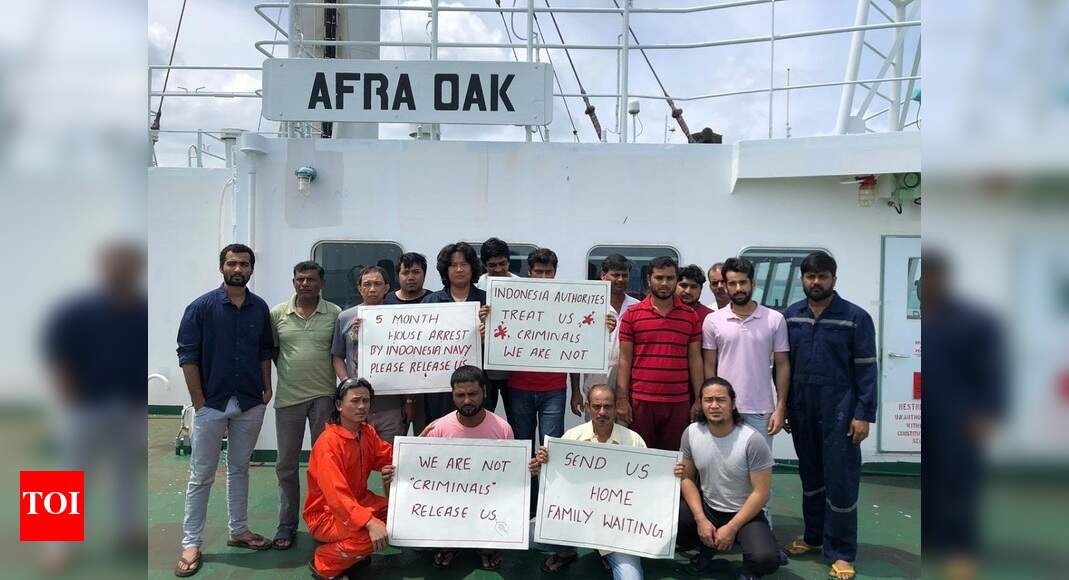 AFRA OAK
5 MONTH
HOUSE ARREST
BY INDONESIA NAVY
PLEASE RELEASE US
INDONESIA AUTHORITES
TREAT US
CRIMINALS
WE ARE NOT
WE ARE NOT
"CRIMINALS"
RELEASE US
SEND US
HOME
FAMILY WAITING
TOI